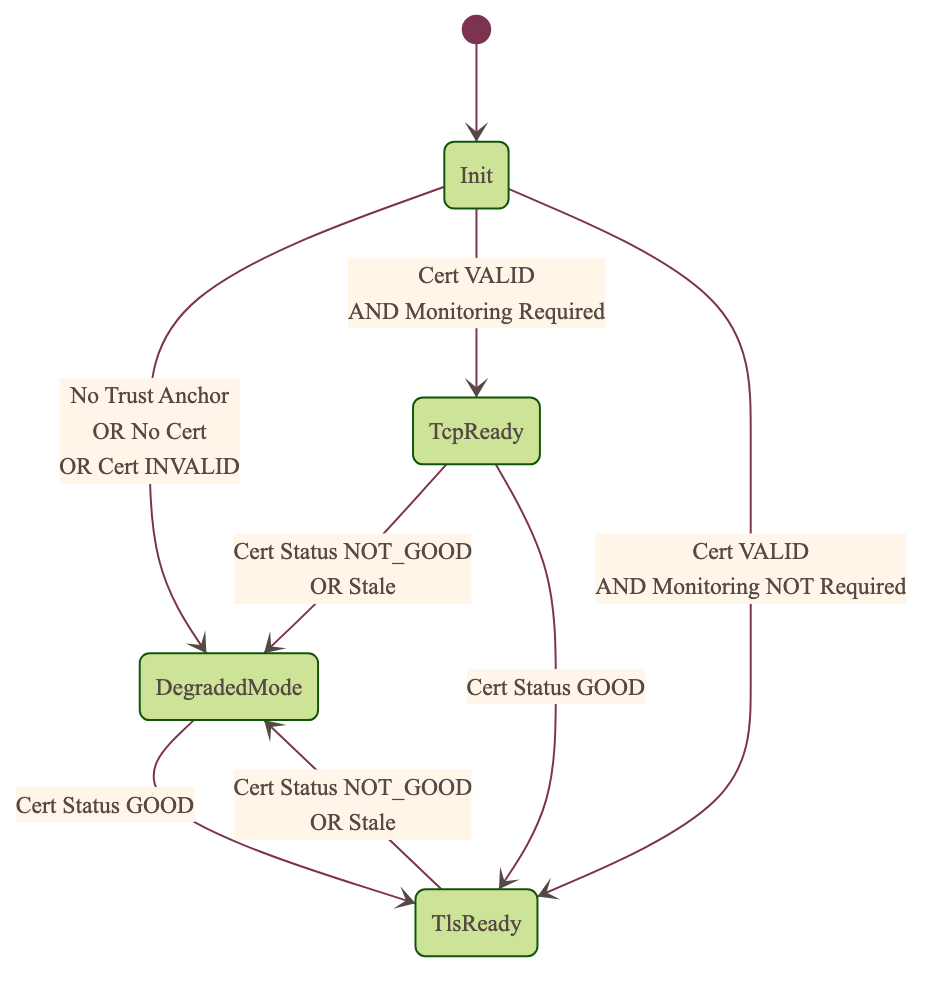 Init
Cert VALID
AND Monitoring Required
No Trust Anchor
OR No Cert
OR Cert INVALID
TcpReady
Cert Status NOT_GOOD
OR Stale
Cert VALID
AND Monitoring NOT Required
DegradedMode
Cert Status GOOD
Cert Status GOOD
Cert Status NOT_GOOD
OR Stale
TlsReady